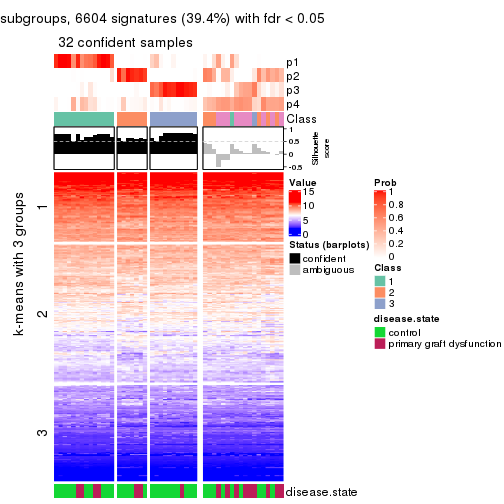 subgroups, 6604 signatures (39.4%) with fdr < 0.05
32 confident samples
p1
p2
p3
p4
Class
1
0.5
0
-0.5
Silhouette
score
k-means with 3 groups
1
2
3
disease.state
Value
15
10
5
0
Status (barplots)
confident
ambiguous
Prob
1
0.8
0.6
0.4
0.2
0
Class
1
2
3
disease.state
control
primary graft dysfunction